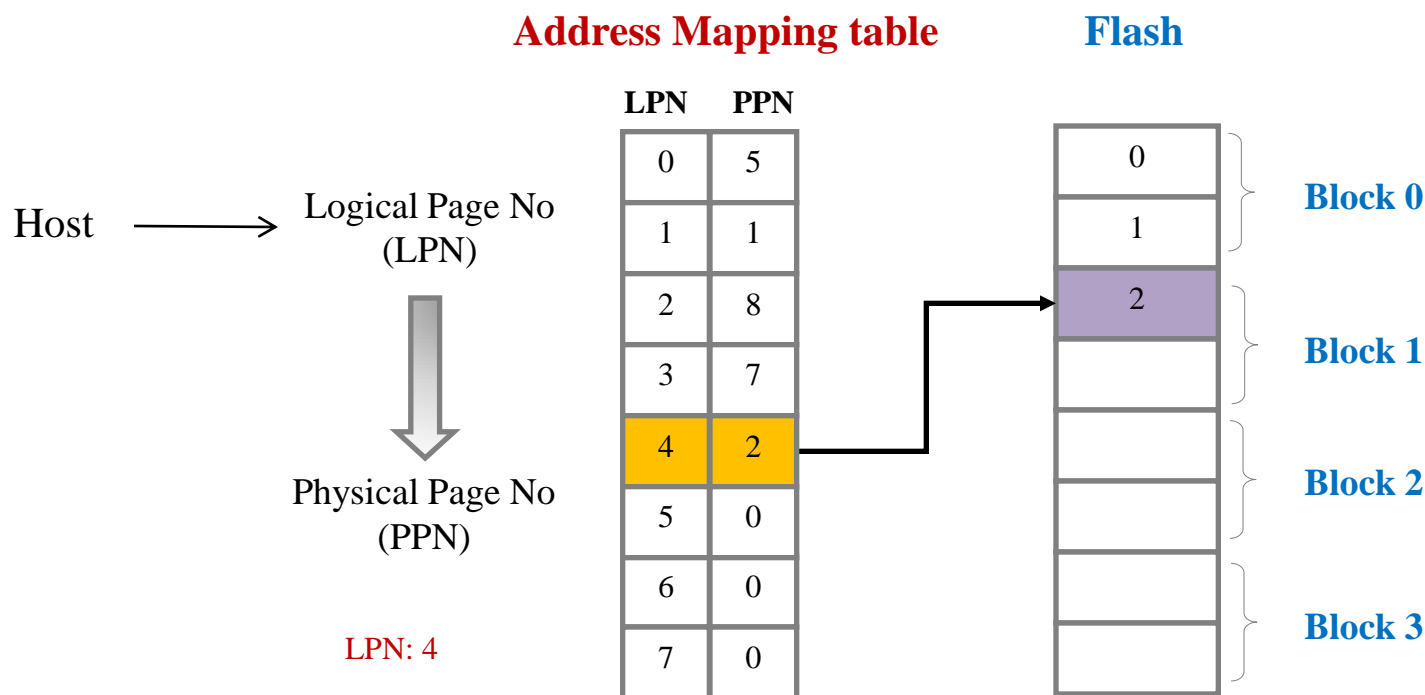 Address Mapping table
Flash
LPN PPN
0 5
1 1
2 8
3 7
4 2
5 0
6 0
7 0
Host
Logical Page No
(LPN)
Physical Page No
(PPN)
LPN: 4
0
1
2
Block 0
Block 1
Block 2
Block 3